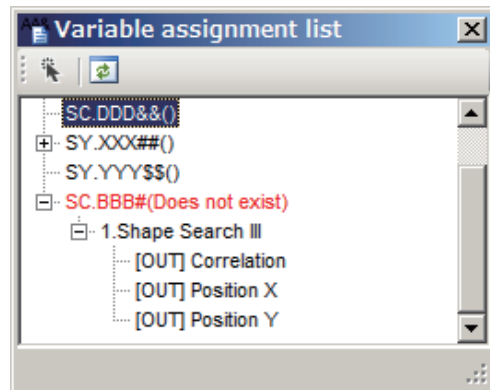 Variable assignment list
SC.DDD&&()
SY.XXX##()
SY.YYY$$()
SC.BBB#(Does not exist)
1.Shape Search III
[OUT] Correlation
[OUT] Position X
[OUT] Position Y